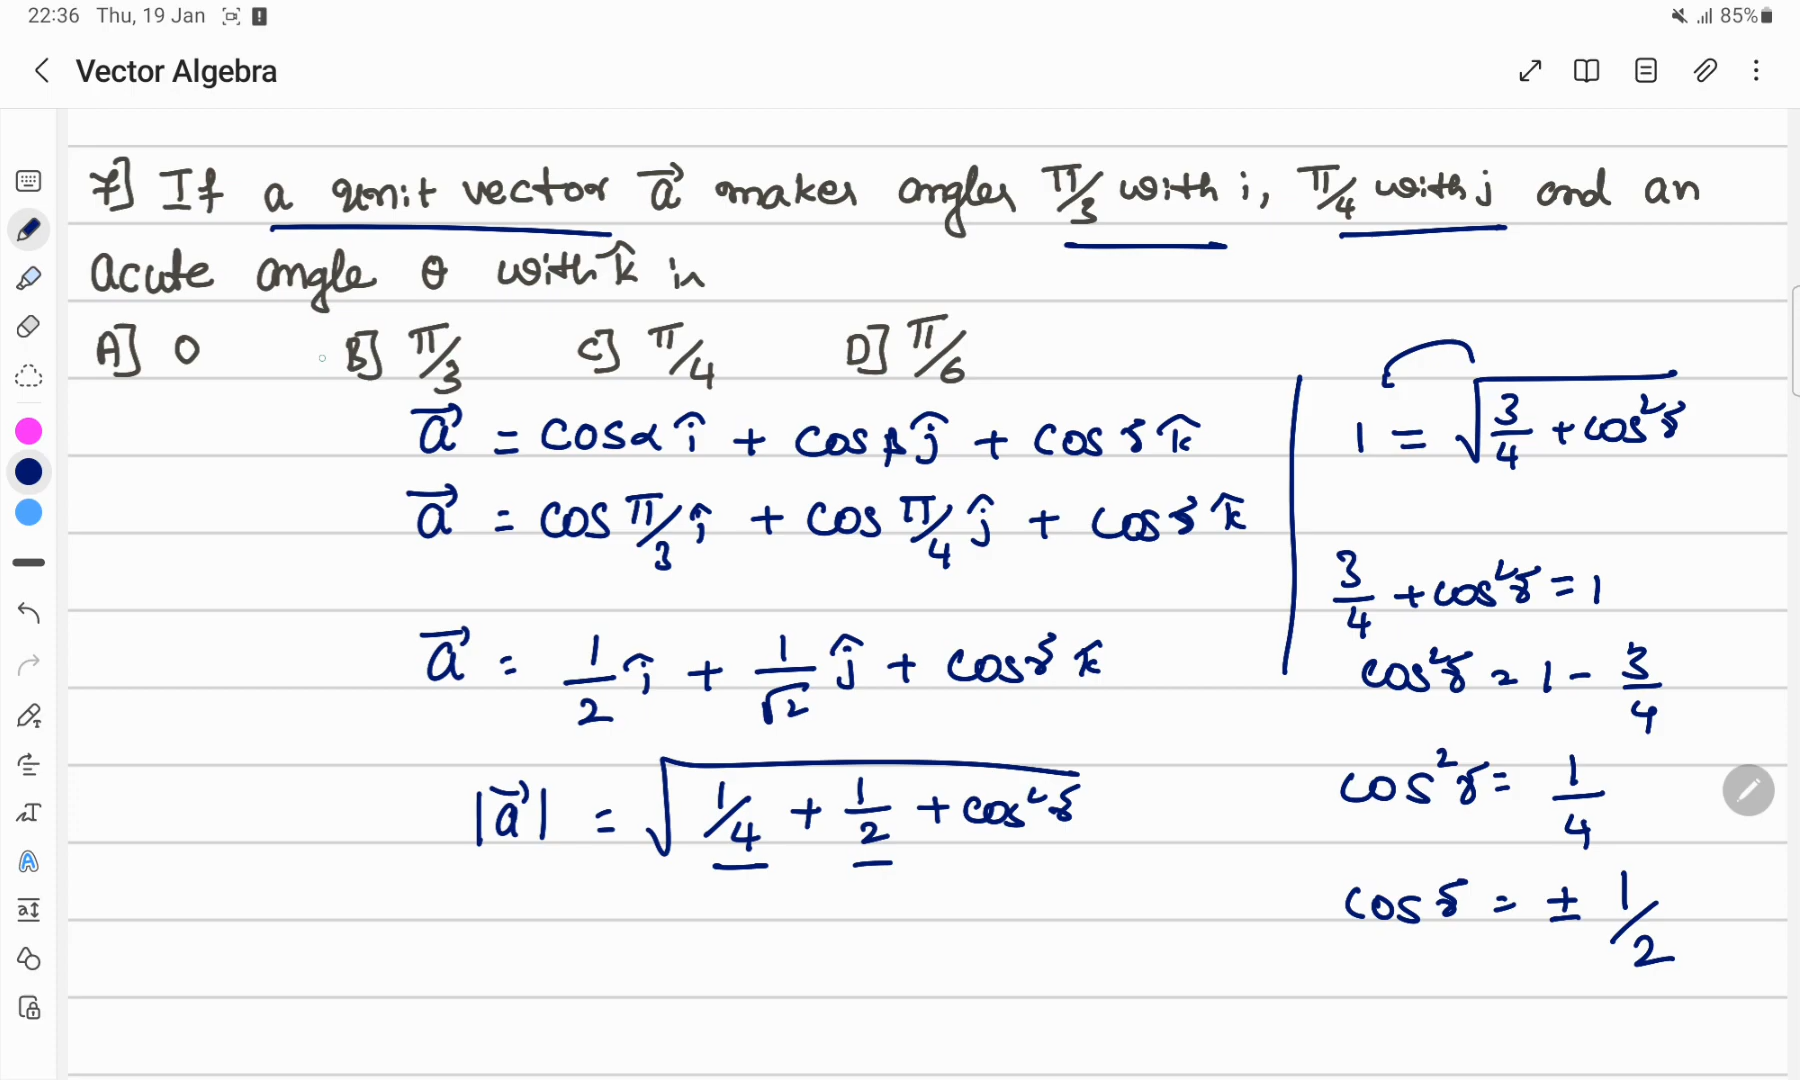 22:36 Thu, 19 Jan
85%
Vector Algebra
7] If a unit vector a⃗ makes angles π/3 with i, π/4 with j and an
acute angle θ with k̂ is
A] 0 B] π/3 C] π/4 D] π/6
a⃗ = cosα î + cosβ ĵ + cosγ k̂
a⃗ = cos π/3 î + cos π/4 ĵ + cosγ k̂
a⃗ = 1/2 î + 1/√2 ĵ + cosγ k̂
|a⃗| = √(1/4 + 1/2 + cos²γ)
1 = √(3/4 + cos²γ)
3/4 + cos²γ = 1
cos²γ = 1 - 3/4
cos²γ = 1/4
cosγ = ± 1/2